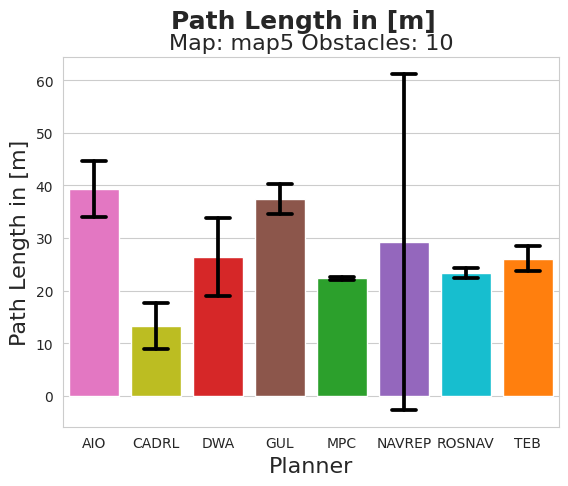 Path Length in [m]
Map: map5 Obstacles: 10
Path Length in [m]
60
50
40
30
20
10
0
AIO CADRL DWA GUL MPC NAVREP ROSNAV TEB
Planner